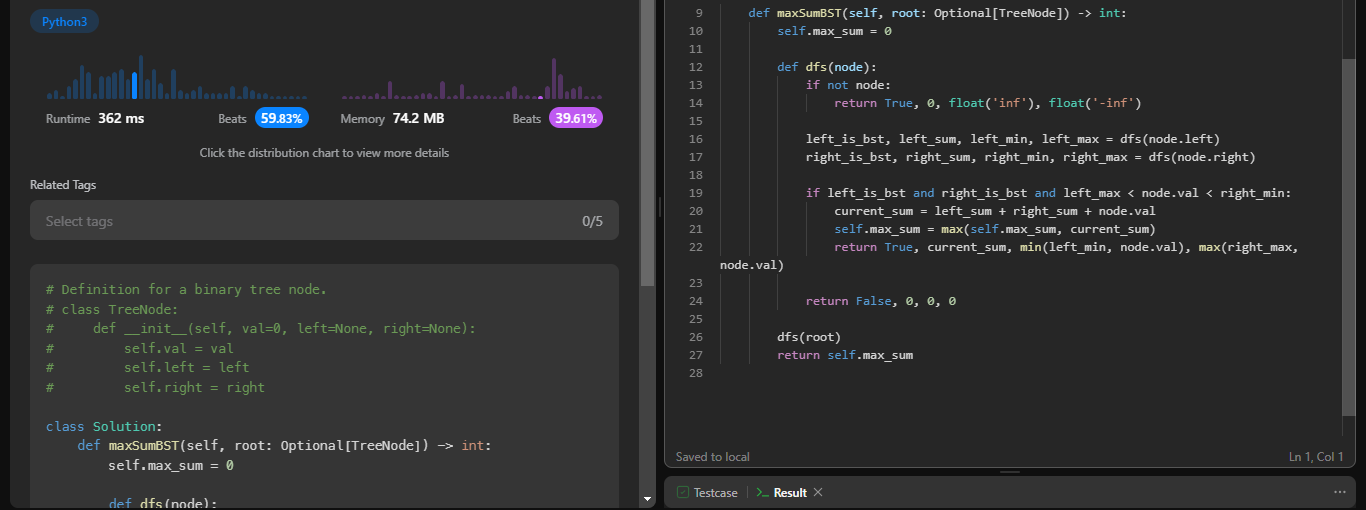 Python3
Runtime 362 ms Beats 59.83% Memory 74.2 MB Beats 39.61%
Click the distribution chart to view more details
Related Tags
Select tags 0/5
# Definition for a binary tree node.
# class TreeNode:
#     def __init__(self, val=0, left=None, right=None):
#         self.val = val
#         self.left = left
#         self.right = right
class Solution:
    def maxSumBST(self, root: Optional[TreeNode]) -> int:
        self.max_sum = 0
        def dfs(node):
9     def maxSumBST(self, root: Optional[TreeNode]) -> int:
10         self.max_sum = 0
11
12         def dfs(node):
13             if not node:
14                 return True, 0, float('inf'), float('-inf')
15
16             left_is_bst, left_sum, left_min, left_max = dfs(node.left)
17             right_is_bst, right_sum, right_min, right_max = dfs(node.right)
18
19             if left_is_bst and right_is_bst and left_max < node.val < right_min:
20                 current_sum = left_sum + right_sum + node.val
21                 self.max_sum = max(self.max_sum, current_sum)
22                 return True, current_sum, min(left_min, node.val), max(right_max,
node.val)
23
24             return False, 0, 0, 0
25
26         dfs(root)
27         return self.max_sum
28
Saved to local Ln 1, Col 1
Testcase Result